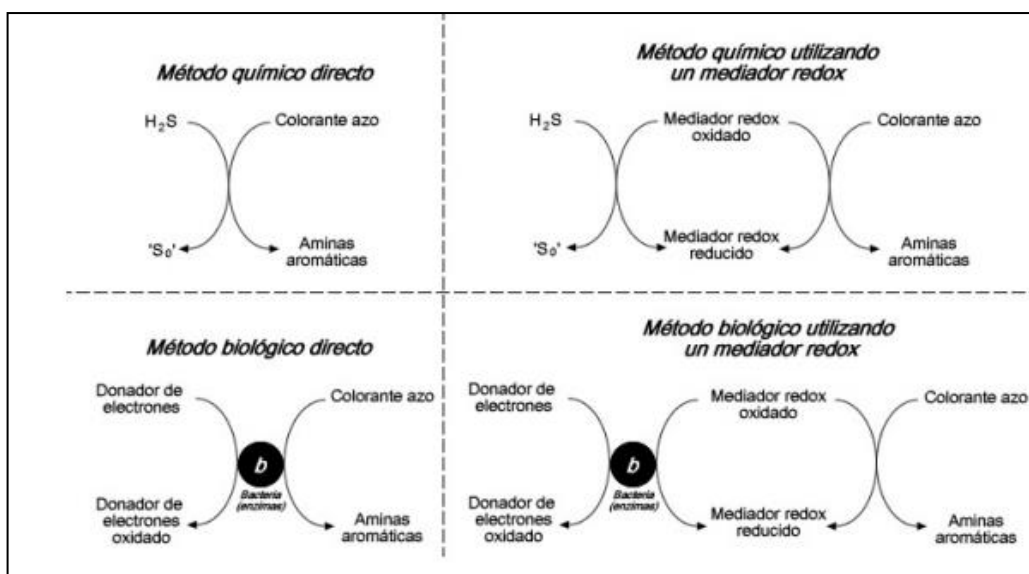 Método químico directo
H₂S
Colorante azo
'S₀'
Aminas
aromáticas
Método químico utilizando
un mediador redox
H₂S
Mediador redox
oxidado
Colorante azo
'S₀'
Mediador redox
reducido
Aminas
aromáticas
Método biológico directo
Donador de
electrones
Colorante azo
b
Bacteria
(enzimas)
Donador de
electrones
oxidado
Aminas
aromáticas
Método biológico utilizando
un mediador redox
Donador de
electrones
Mediador redox
oxidado
Colorante azo
b
Bacteria
(enzimas)
Donador de
electrones
oxidado
Mediador redox
reducido
Aminas
aromáticas